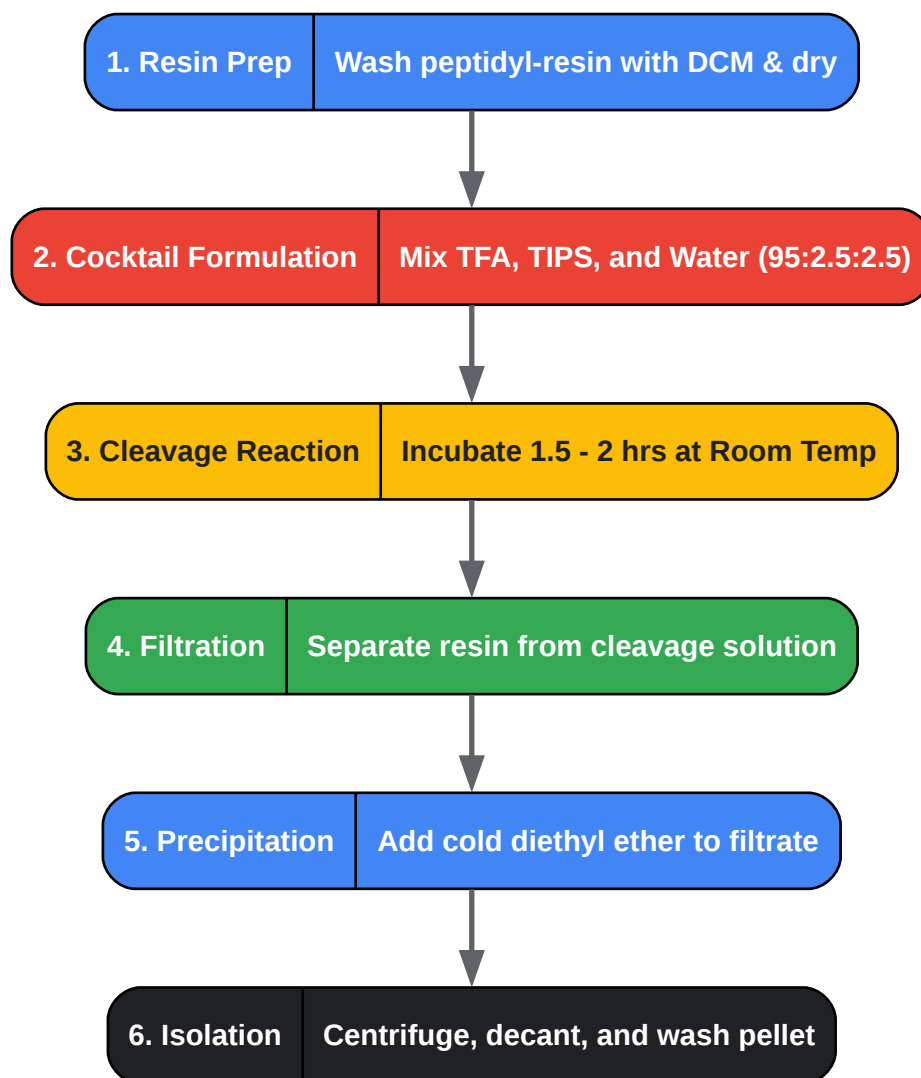 1. Resin Prep Wash peptidyl-resin with DCM & dry
2. Cocktail Formulation Mix TFA, TIPS, and Water (95:2.5:2.5)
3. Cleavage Reaction Incubate 1.5 - 2 hrs at Room Temp
4. Filtration Separate resin from cleavage solution
5. Precipitation Add cold diethyl ether to filtrate
6. Isolation Centrifuge, decant, and wash pellet